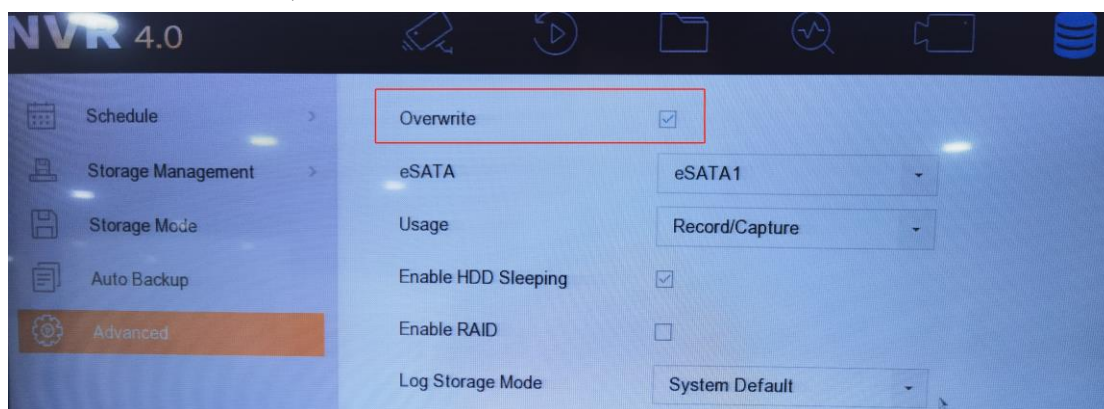 NVR 4.0
Schedule
Storage Management
Storage Mode
Auto Backup
Advanced
Overwrite
eSATA eSATA1
Usage Record/Capture
Enable HDD Sleeping
Enable RAID
Log Storage Mode System Default